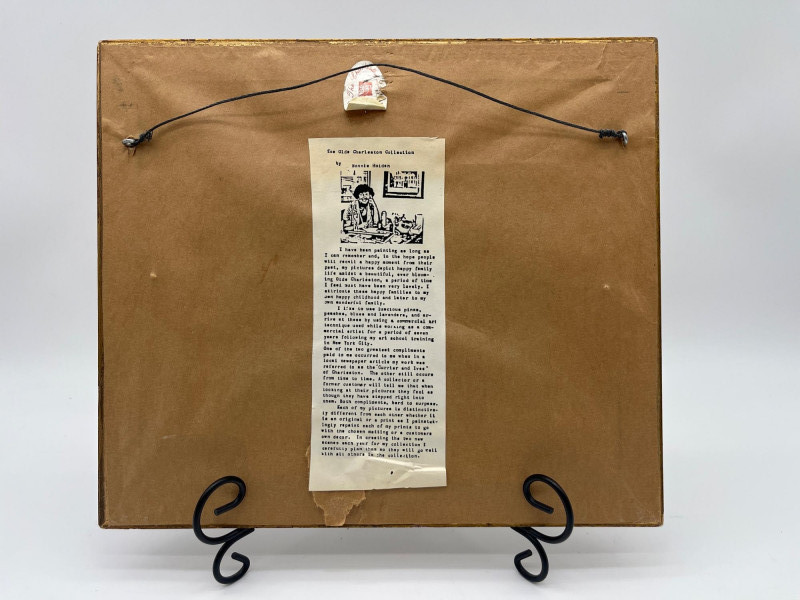 The Olde Charleston Collection
by Bonnie Holden
I have been painting as long as
I can remember and, in the hope people
will recall a happy moment from their
past, my pictures depict happy family
life amidst a beautiful, ever bloom-
ing Olde Charleston, a period of time
I feel must have been very lovely. I
attribute these happy families to my
own happy childhood and later to my
own wonderful family.
I like to use luscious pinks,
peaches, blues and lavenders, and ar-
rive at these by using a commercial art
technique used while working as a com-
mercial artist for a period of seven
years following my art school training
in New York City.
One of the two greatest compliments
paid to me occurred to me when in a
local newspaper article my work was
referred to as the "Currier and Ives"
of Charleston. The other still occurs
from time to time. A collector or a
former customer will tell me that when
looking at their pictures they feel as
though they have stepped right into
them. Both compliments, hard to surpass.
Each of my pictures is distinctive-
ly different from each other whether it
is an original or a print as I painstak-
ingly repaint each of my prints to go
with the chosen matting or a customers
own decor. In creating the two new
scenes each year for my collection I
carefully plan them so they will go well
with all others in the collection.